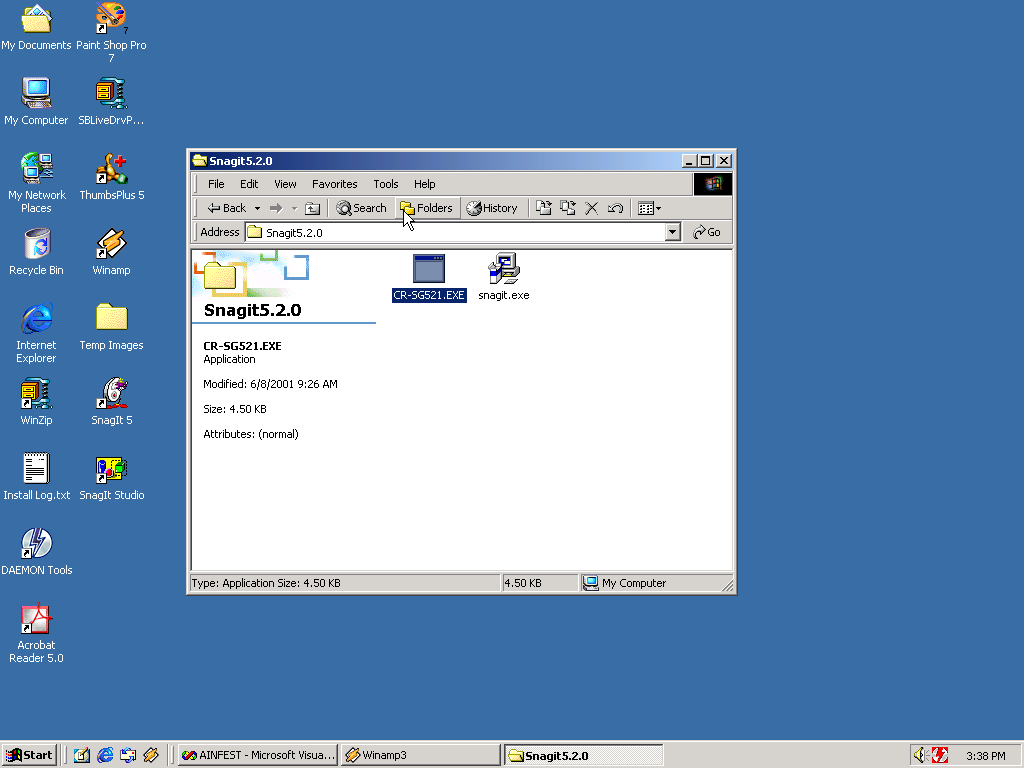 My Documents
Paint Shop Pro
7
7
My Computer
SBLiveDrvP...
My Network
Places
ThumbsPlus 5
Recycle Bin
Winamp
Internet
Explorer
Temp Images
WinZip
SnagIt 5
Install Log.txt
SnagIt Studio
DAEMON Tools
Acrobat
Reader 5.0
Snagit5.2.0
File Edit View Favorites Tools Help
Back Search Folders History
Address Snagit5.2.0 Go
Snagit5.2.0
CR-SG521.EXE
Application
Modified: 6/8/2001 9:26 AM
Size: 4.50 KB
Attributes: (normal)
CR-SG521.EXE
snagit.exe
Type: Application Size: 4.50 KB 4.50 KB My Computer
Start AINFEST - Microsoft Visua... Winamp3 Snagit5.2.0 3:38 PM